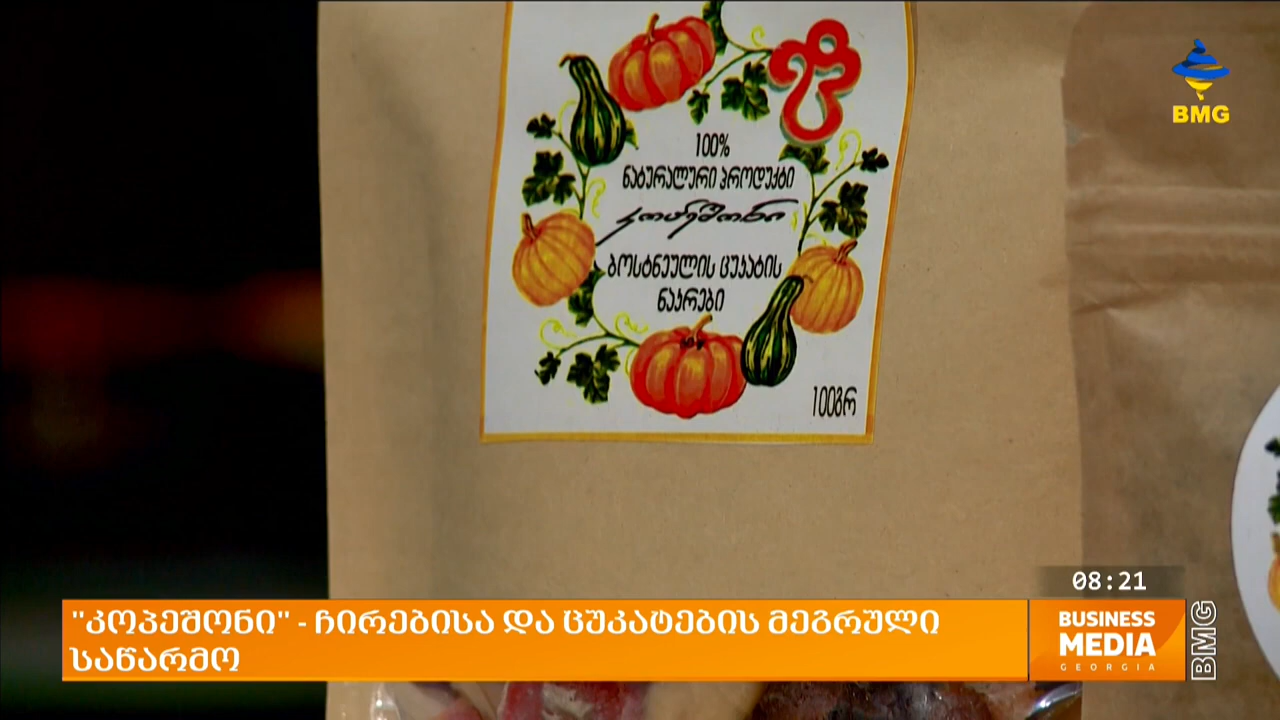 BMG
100%
ნატურალური პროდუქტი
კოპეშონი
ბოსტნეულის ცუკატის
ნაკრები
100გრ
08:21
"კოპეშონი" - ჩირებისა და ცუკატების მეგრული
საწარმო
BUSINESS
MEDIA
GEORGIA
BMG